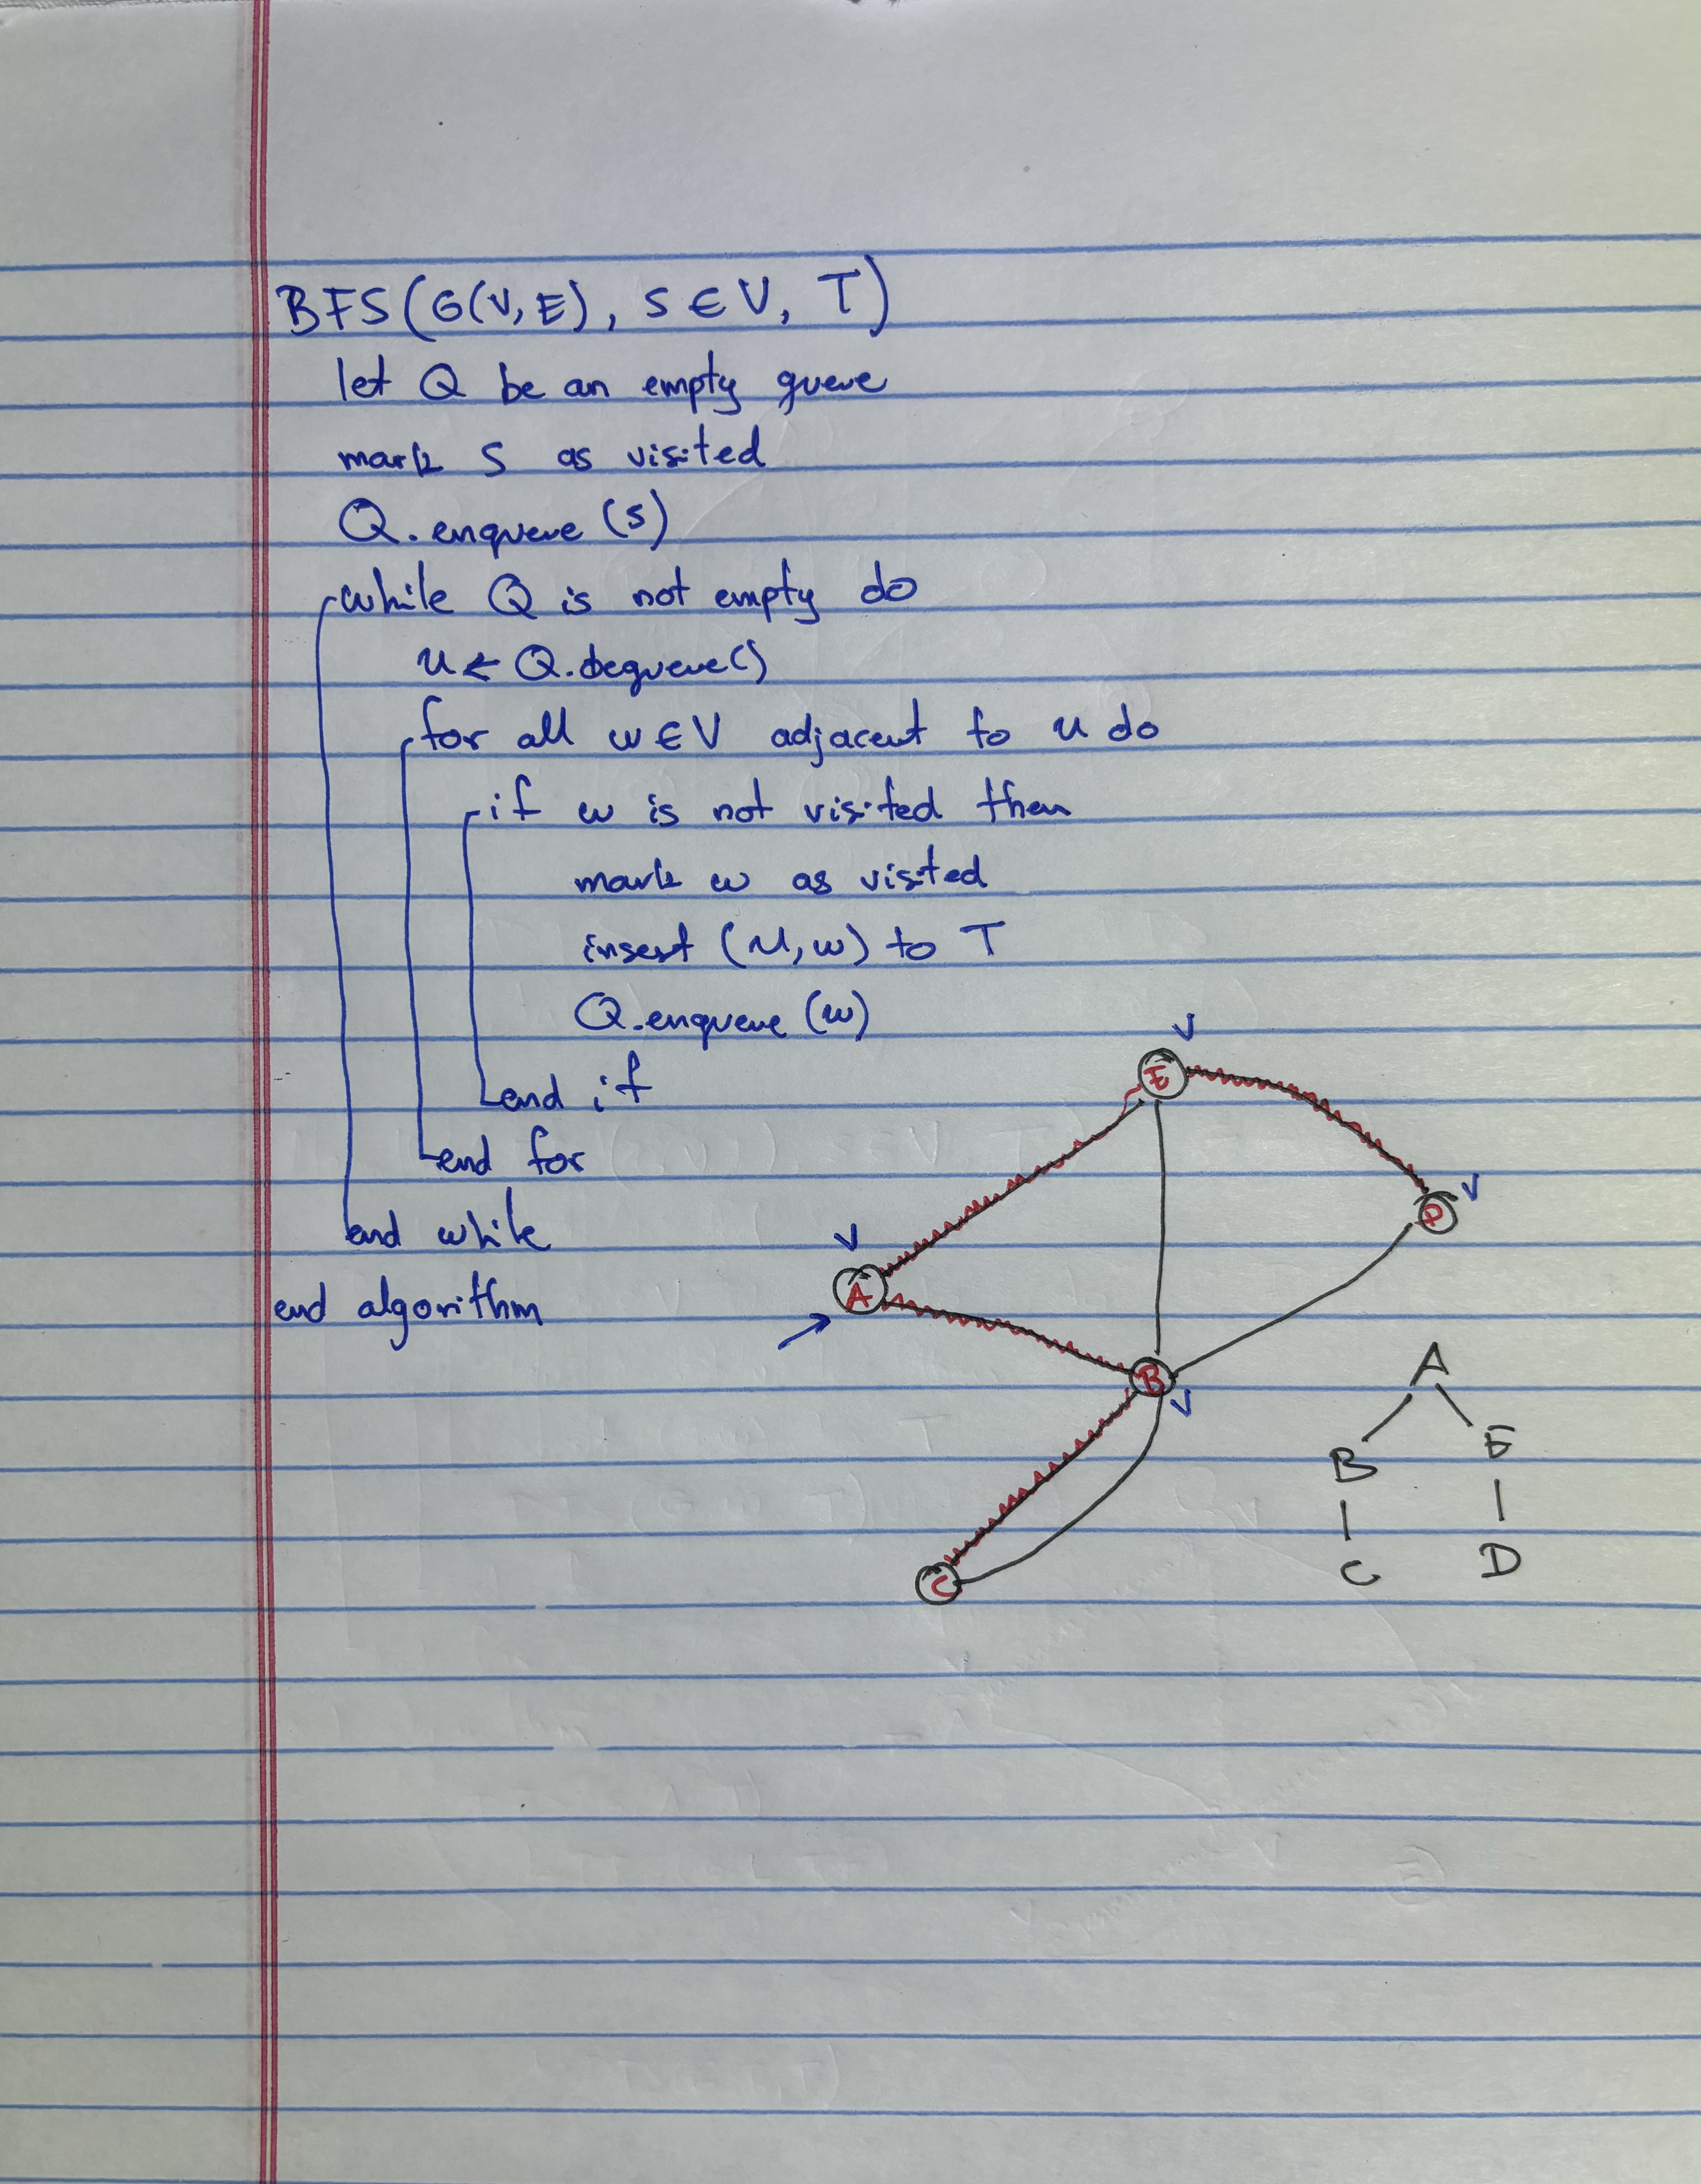 BFS(G(V,E), S∈V, T)
let Q be an empty queue
mark S as visited
Q.enqueue(s)
while Q is not empty do
u ← Q.dequeue()
for all w∈V adjacent to u do
if w is not visited then
mark w as visited
insert (u,w) to T
Q.enqueue(w)
end if
end for
end while
end algorithm
V
E
V
D
V
A
B
V
C
A
B E
C D